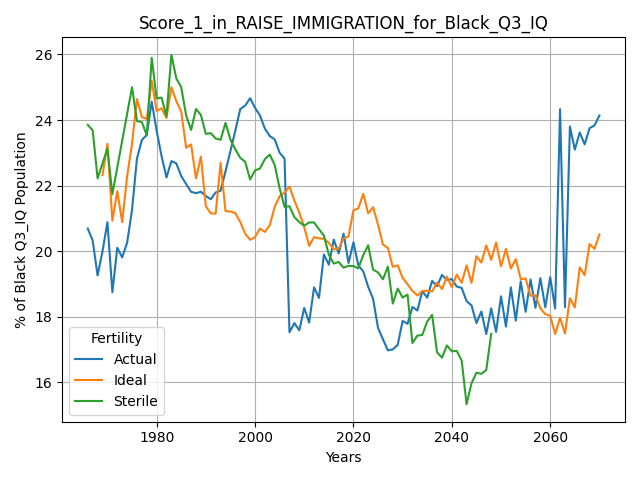 Score_1_in_RAISE_IMMIGRATION_for_Black_Q3_IQ
% of Black Q3_IQ Population
26
24
22
20
18
16
Fertility
Actual
Ideal
Sterile
1980 2000 2020 2040 2060
Years